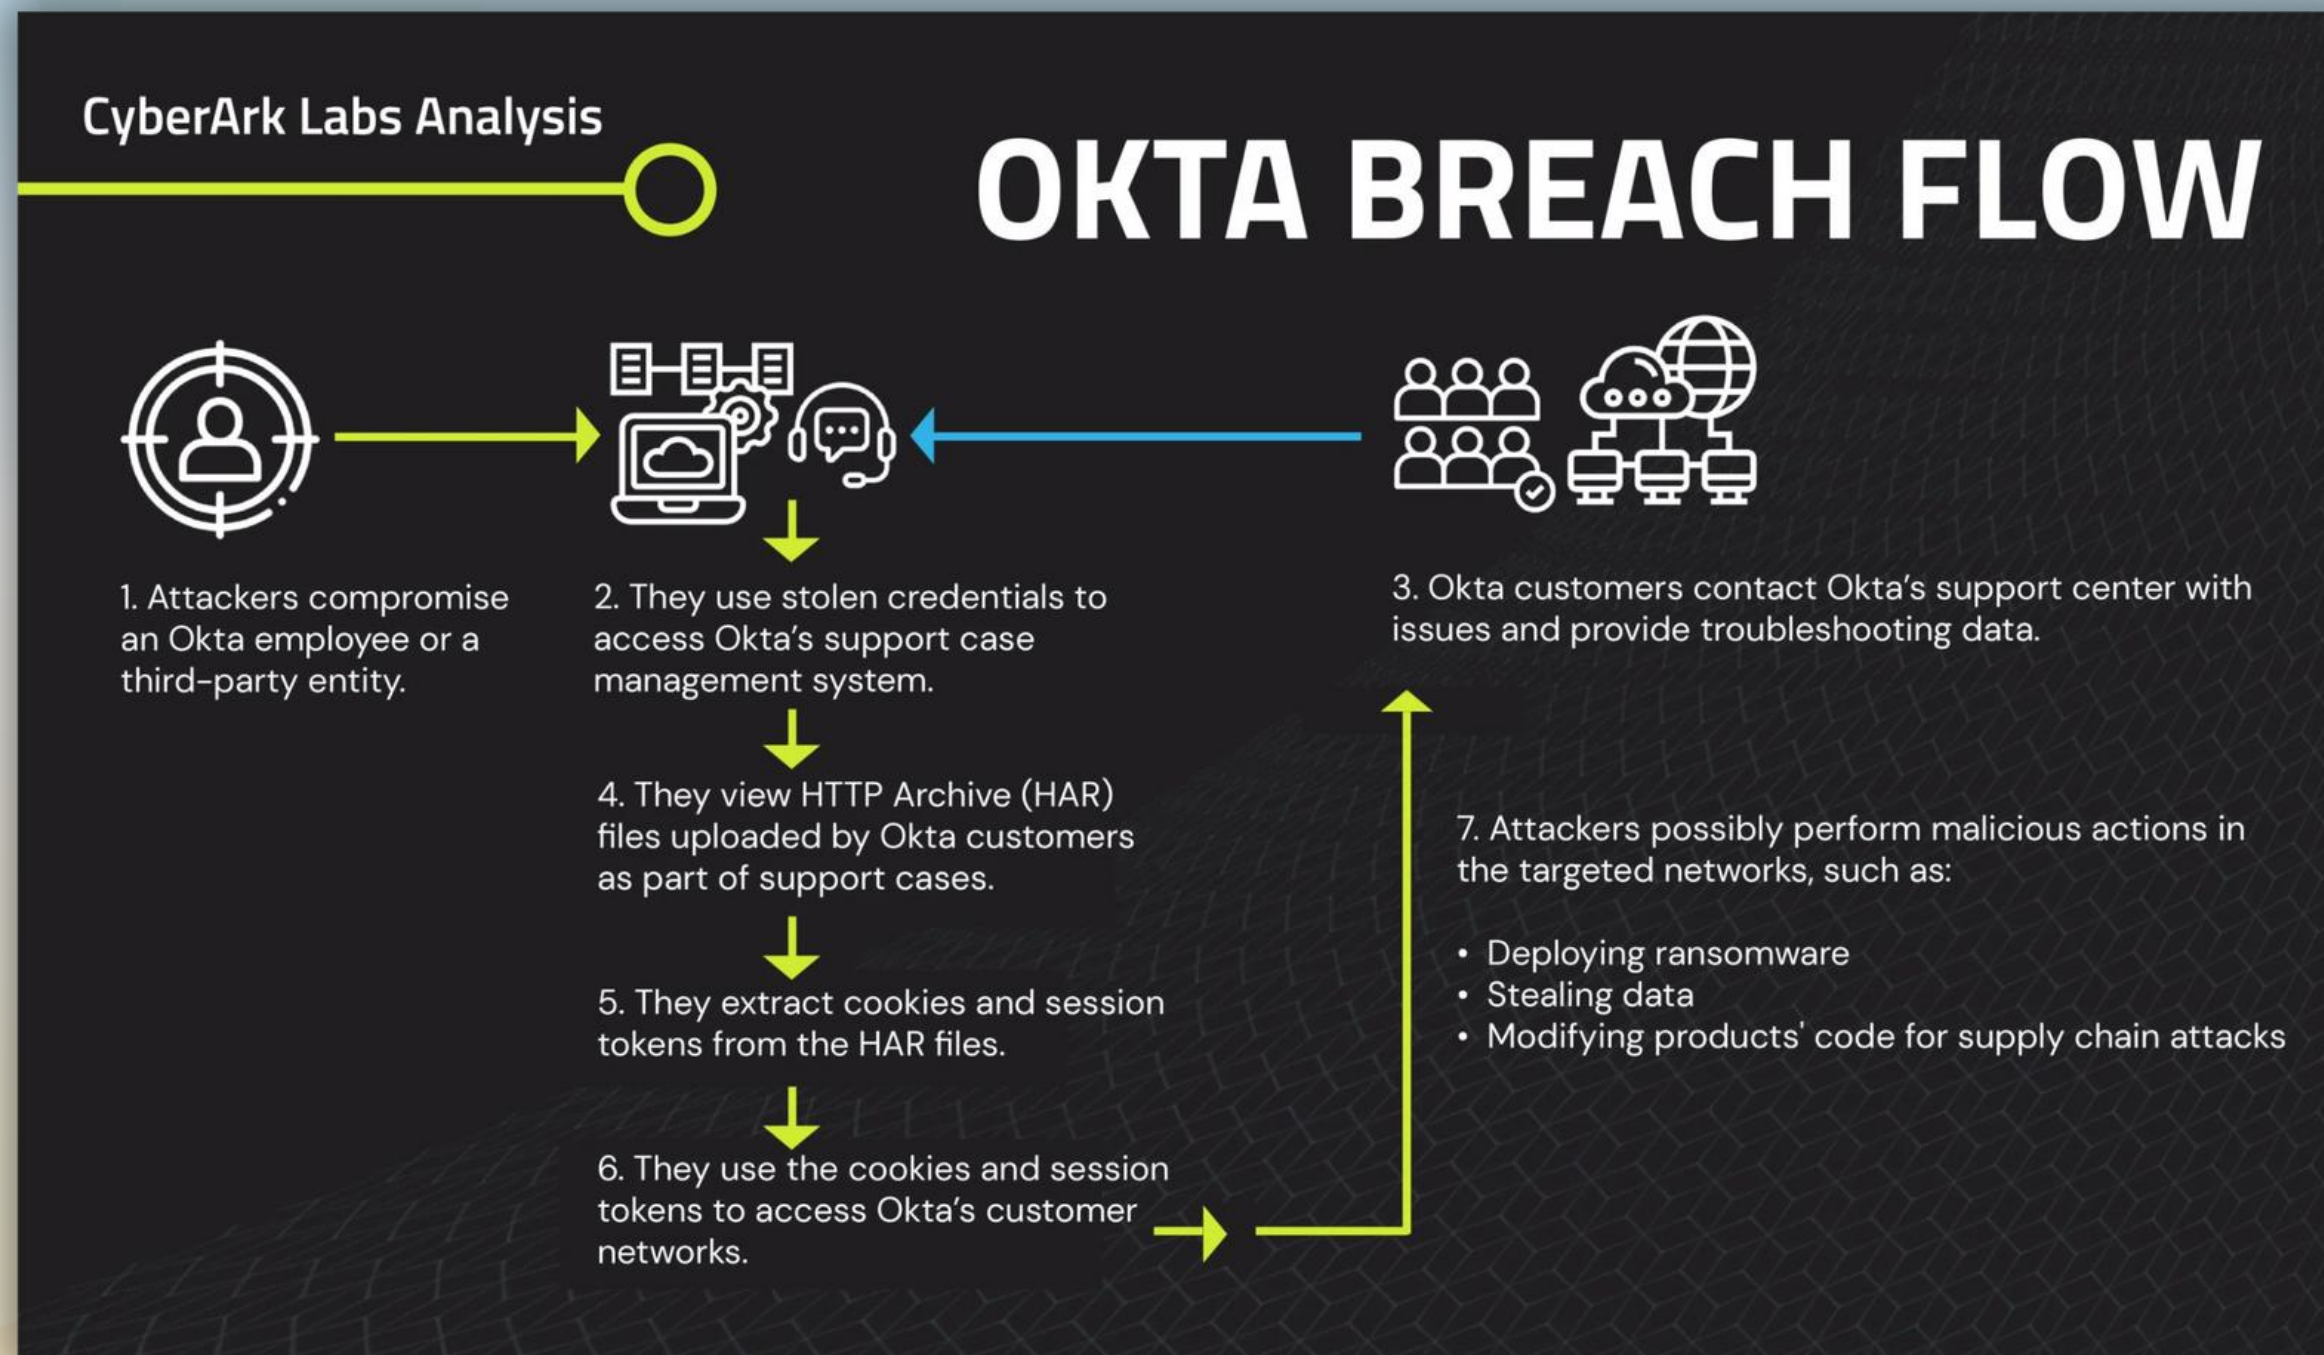 CyberArk Labs Analysis
OKTA BREACH FLOW
1. Attackers compromise
an Okta employee or a
third-party entity.
2. They use stolen credentials to
access Okta's support case
management system.
3. Okta customers contact Okta's support center with
issues and provide troubleshooting data.
4. They view HTTP Archive (HAR)
files uploaded by Okta customers
as part of support cases.
5. They extract cookies and session
tokens from the HAR files.
6. They use the cookies and session
tokens to access Okta's customer
networks.
7. Attackers possibly perform malicious actions in
the targeted networks, such as:
• Deploying ransomware
• Stealing data
• Modifying products' code for supply chain attacks